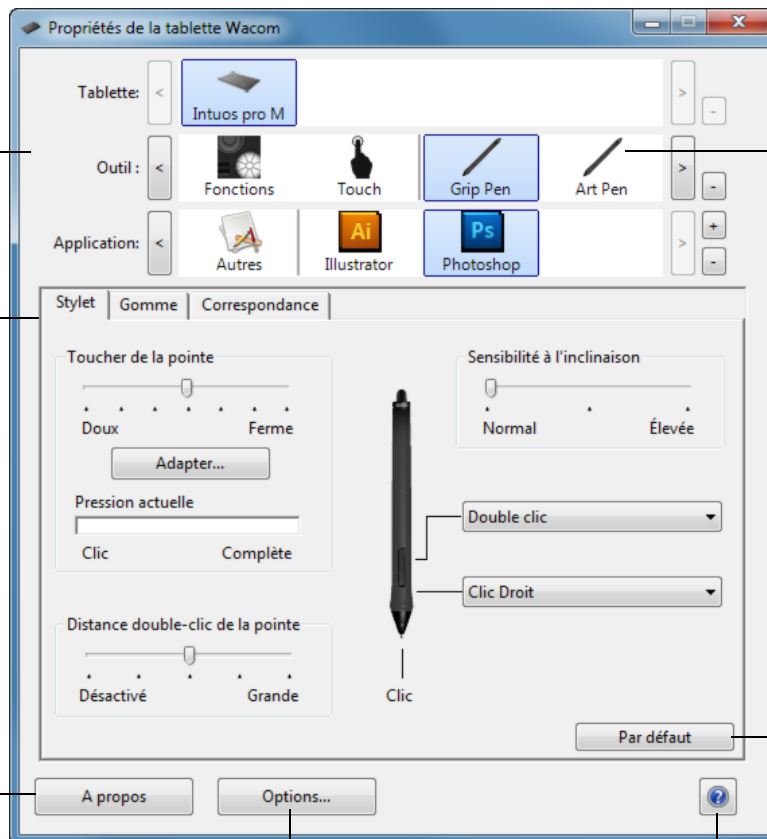 Propriétés de la tablette Wacom
Tablette: < Intuos pro M > -
Outil : < Fonctions Touch Grip Pen Art Pen > -
Ai Ps
Application: < Autres Illustrator Photoshop > + -
Stylet Gomme Correspondance
Toucher de la pointe
Doux Ferme
Adapter...
Pression actuelle
Clic Complète
Distance double-clic de la pointe
Désactivé Grande
Sensibilité à l'inclinaison
Normal Élevée
Double clic
Clic Droit
Clic
Par défaut
A propos Options... ?